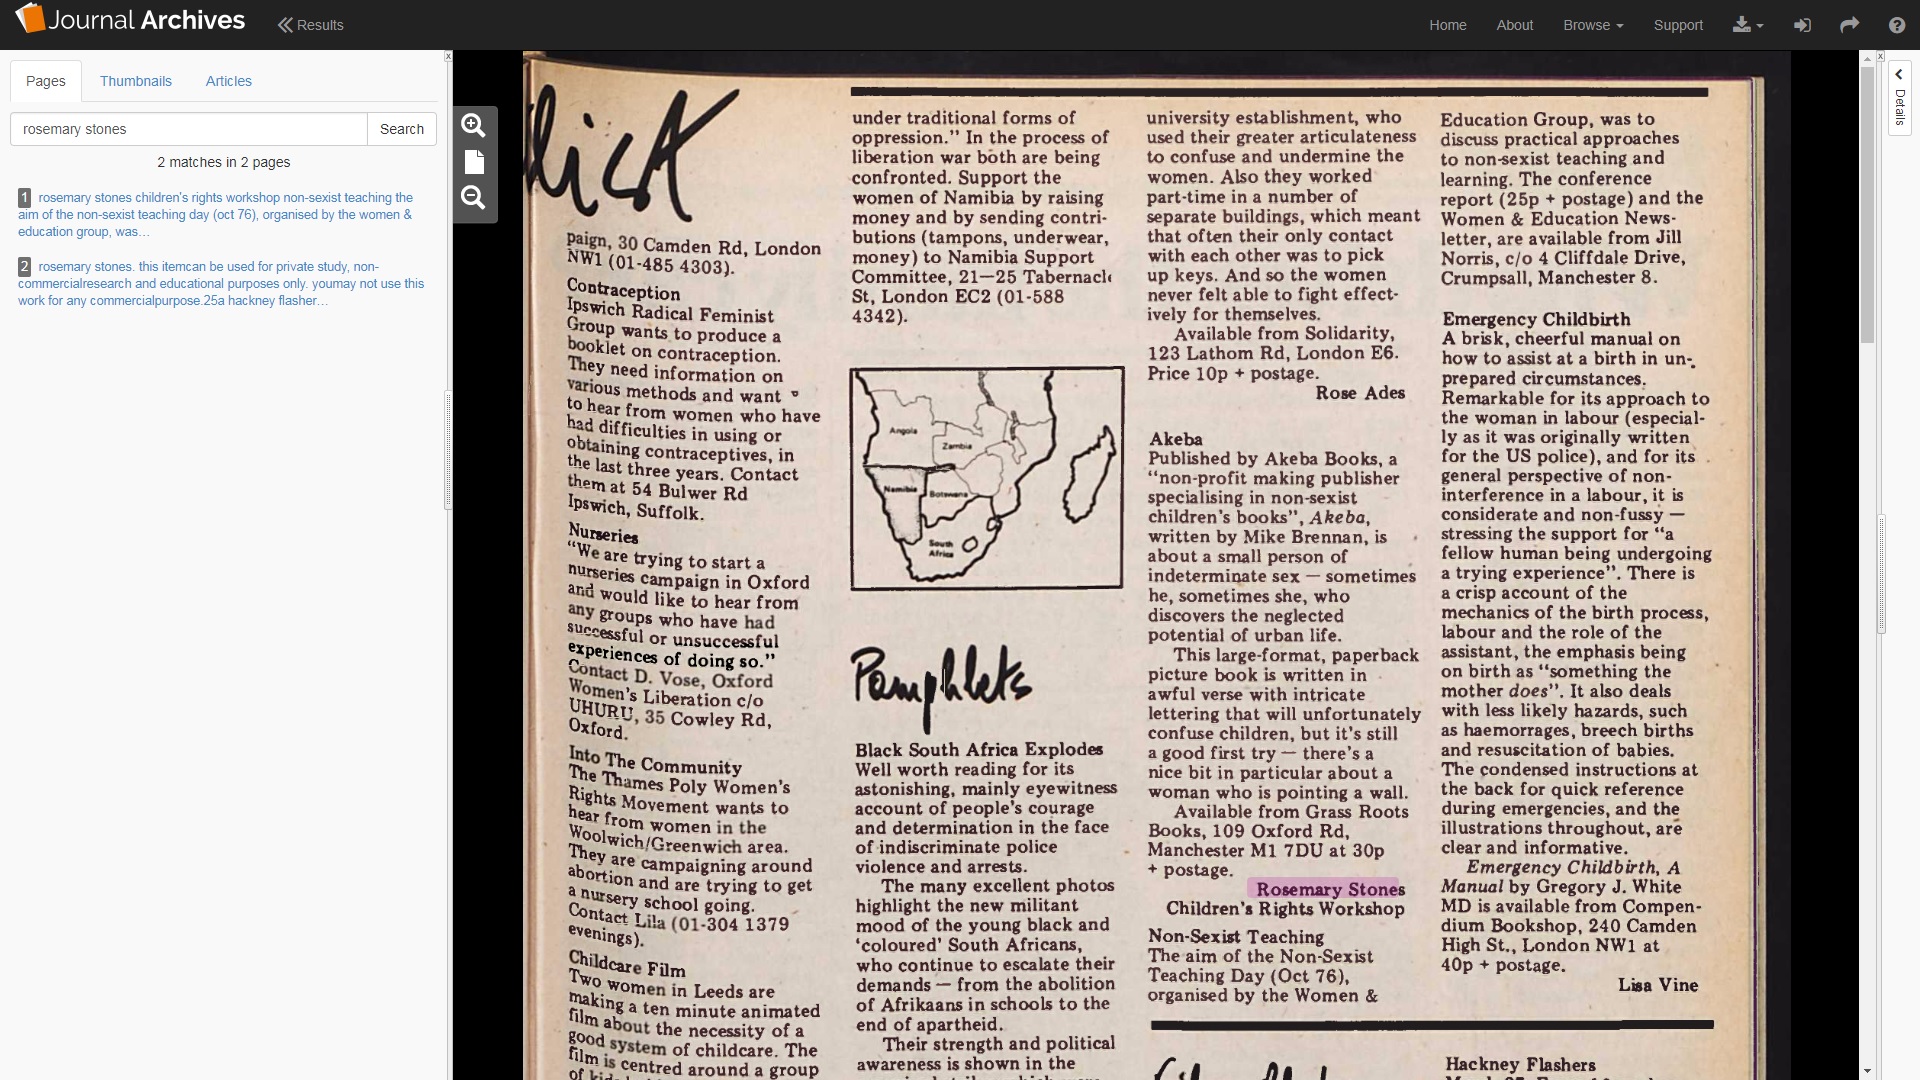 Journal Archives
Results
Home
About
Browse
Support
Pages
Thumbnails
Articles
rosemary stones
Search
2 matches in 2 pages
1 rosemary stones children's rights workshop non-sexist teaching the
aim of the non-sexist teaching day (oct 76), organised by the women &
education group, was...
2 rosemary stones. this itemcan be used for private study, non-
commercialresearch and educational purposes only. youmay not use this
work for any commercialpurpose.25a hackney flasher...
Details
paign, 30 Camden Rd, London
NW1 (01-485 4303).
Contraception
Ipswich Radical Feminist
Group wants to produce a
booklet on contraception.
They need information on
various methods and want
to hear from women who have
had difficulties in using or
obtaining contraceptives, in
the last three years. Contact
them at 54 Bulwer Rd
Ipswich, Suffolk.
Nurseries
"We are trying to start a
nurseries campaign in Oxford
and would like to hear from
any groups who have had
successful or unsuccessful
experiences of doing so."
Contact D. Vose, Oxford
Women's Liberation c/o
UHURU, 35 Cowley Rd,
Oxford.
Into The Community
The Thames Poly Women's
Rights Movement wants to
hear from women in the
Woolwich/Greenwich area.
They are campaigning around
abortion and are trying to get
a nursery school going.
Contact Lila (01-304 1379
evenings).
Childcare Film
Two women in Leeds are
making a ten minute animated
film about the necessity of a
good system of childcare. The
film is centred around a group
under traditional forms of
oppression." In the process of
liberation war both are being
confronted. Support the
women of Namibia by raising
money and by sending contri-
butions (tampons, underwear,
money) to Namibia Support
Committee, 21—25 Tabernacle
St, London EC2 (01-588
4342).
Angola
Zambia
Namibia
Botswana
South
Africa
Pamphlets
Black South Africa Explodes
Well worth reading for its
astonishing, mainly eyewitness
account of people's courage
and determination in the face
of indiscriminate police
violence and arrests.
The many excellent photos
highlight the new militant
mood of the young black and
'coloured' South Africans,
who continue to escalate their
demands — from the abolition
of Afrikaans in schools to the
end of apartheid.
Their strength and political
awareness is shown in the
university establishment, who
used their greater articulateness
to confuse and undermine the
women. Also they worked
part-time in a number of
separate buildings, which meant
that often their only contact
with each other was to pick
up keys. And so the women
never felt able to fight effect-
ively for themselves.
Available from Solidarity,
123 Lathom Rd, London E6.
Price 10p + postage.
Rose Ades
Akeba
Published by Akeba Books, a
"non-profit making publisher
specialising in non-sexist
children's books", Akeba,
written by Mike Brennan, is
about a small person of
indeterminate sex — sometimes
he, sometimes she, who
discovers the neglected
potential of urban life.
This large-format, paperback
picture book is written in
awful verse with intricate
lettering that will unfortunately
confuse children, but it's still
a good first try — there's a
nice bit in particular about a
woman who is pointing a wall.
Available from Grass Roots
Books, 109 Oxford Rd,
Manchester M1 7DU at 30p
+ postage.
Rosemary Stones
Children's Rights Workshop
Non-Sexist Teaching
The aim of the Non-Sexist
Teaching Day (Oct 76),
organised by the Women &
Education Group, was to
discuss practical approaches
to non-sexist teaching and
learning. The conference
report (25p + postage) and the
Women & Education News-
letter, are available from Jill
Norris, c/o 4 Cliffdale Drive,
Crumpsall, Manchester 8.
Emergency Childbirth
A brisk, cheerful manual on
how to assist at a birth in un-
prepared circumstances.
Remarkable for its approach to
the woman in labour (especial-
ly as it was originally written
for the US police), and for its
general perspective of non-
interference in a labour, it is
considerate and non-fussy —
stressing the support for "a
fellow human being undergoing
a trying experience". There is
a crisp account of the
mechanics of the birth process,
labour and the role of the
assistant, the emphasis being
on birth as "something the
mother does". It also deals
with less likely hazards, such
as haemorrages, breech births
and resuscitation of babies.
The condensed instructions at
the back for quick reference
during emergencies, and the
illustrations throughout, are
clear and informative.
Emergency Childbirth, A
Manual by Gregory J. White
MD is available from Compen-
dium Bookshop, 240 Camden
High St., London NW1 at
40p + postage.
Lisa Vine
Hackney Flashers